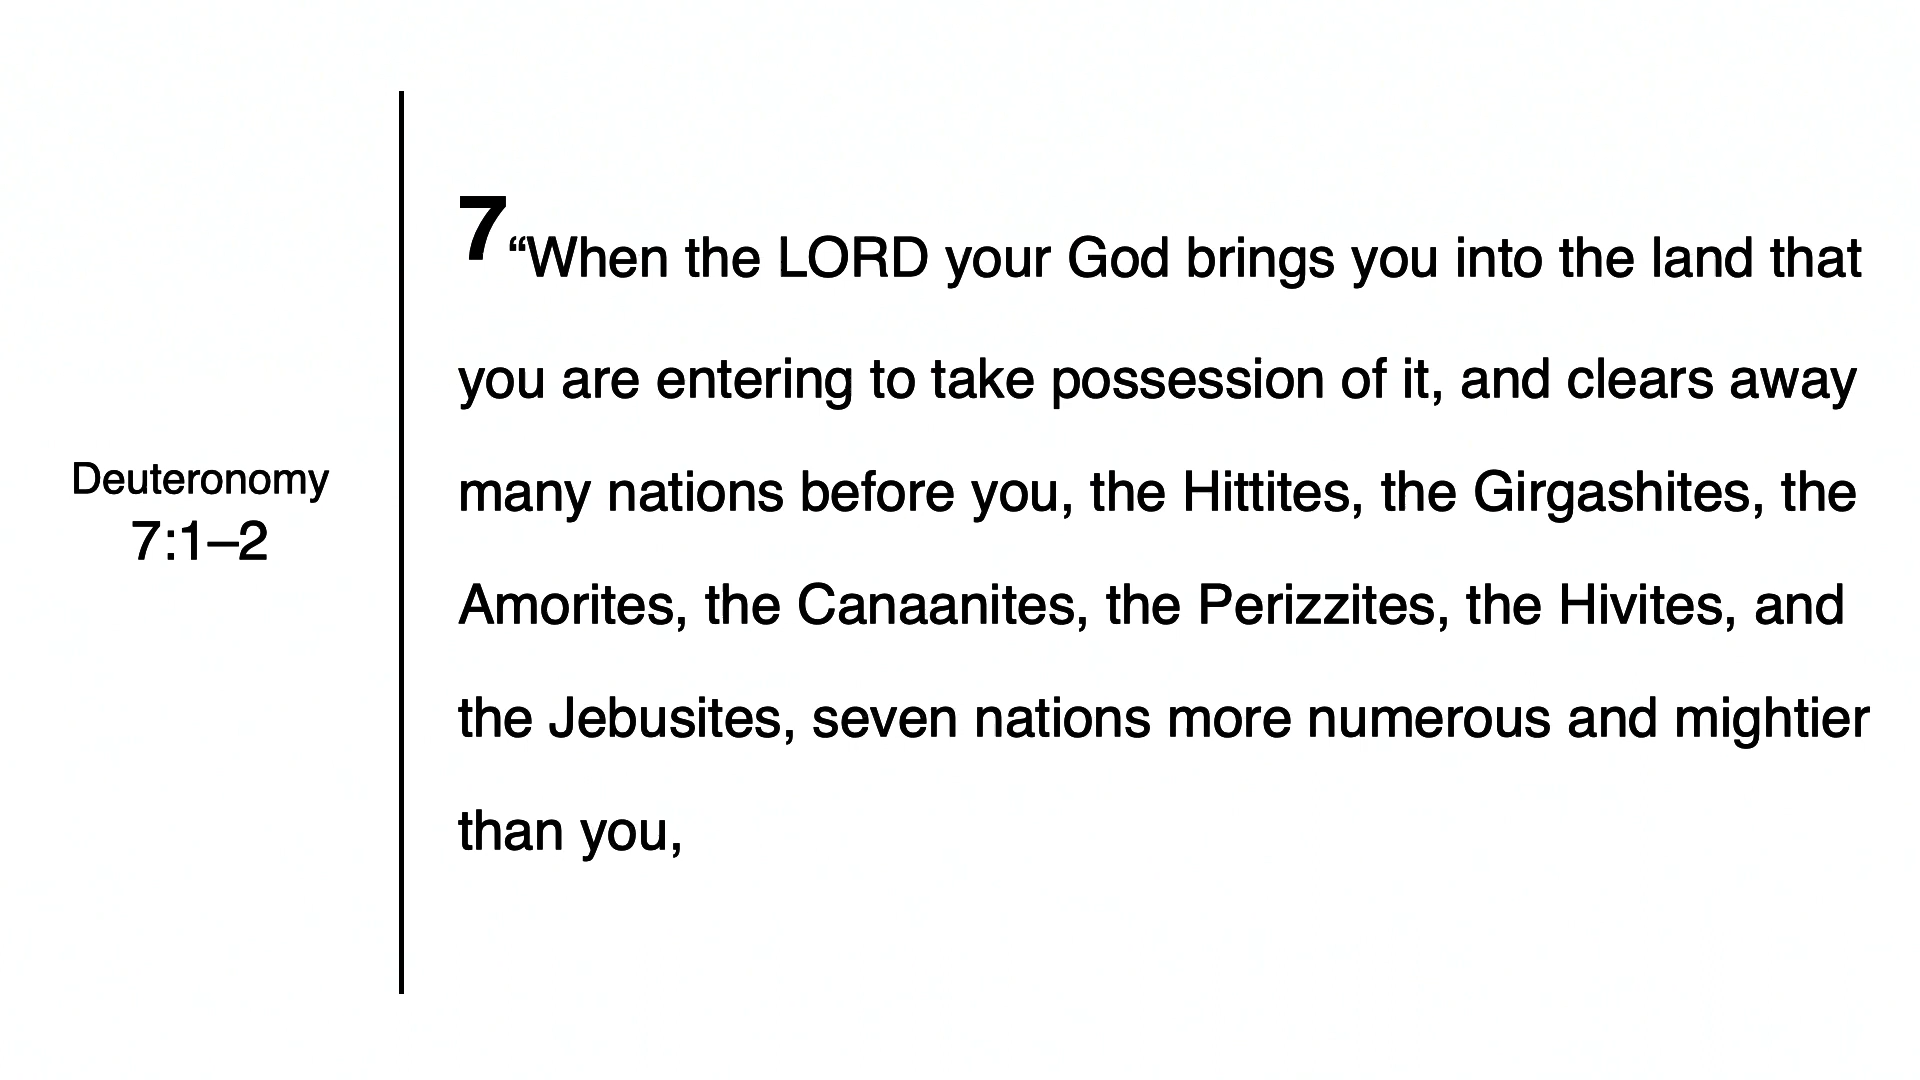 Deuteronomy
7:1–2
7 “When the LORD your God brings you into the land that
you are entering to take possession of it, and clears away
many nations before you, the Hittites, the Girgashites, the
Amorites, the Canaanites, the Perizzites, the Hivites, and
the Jebusites, seven nations more numerous and mightier
than you,